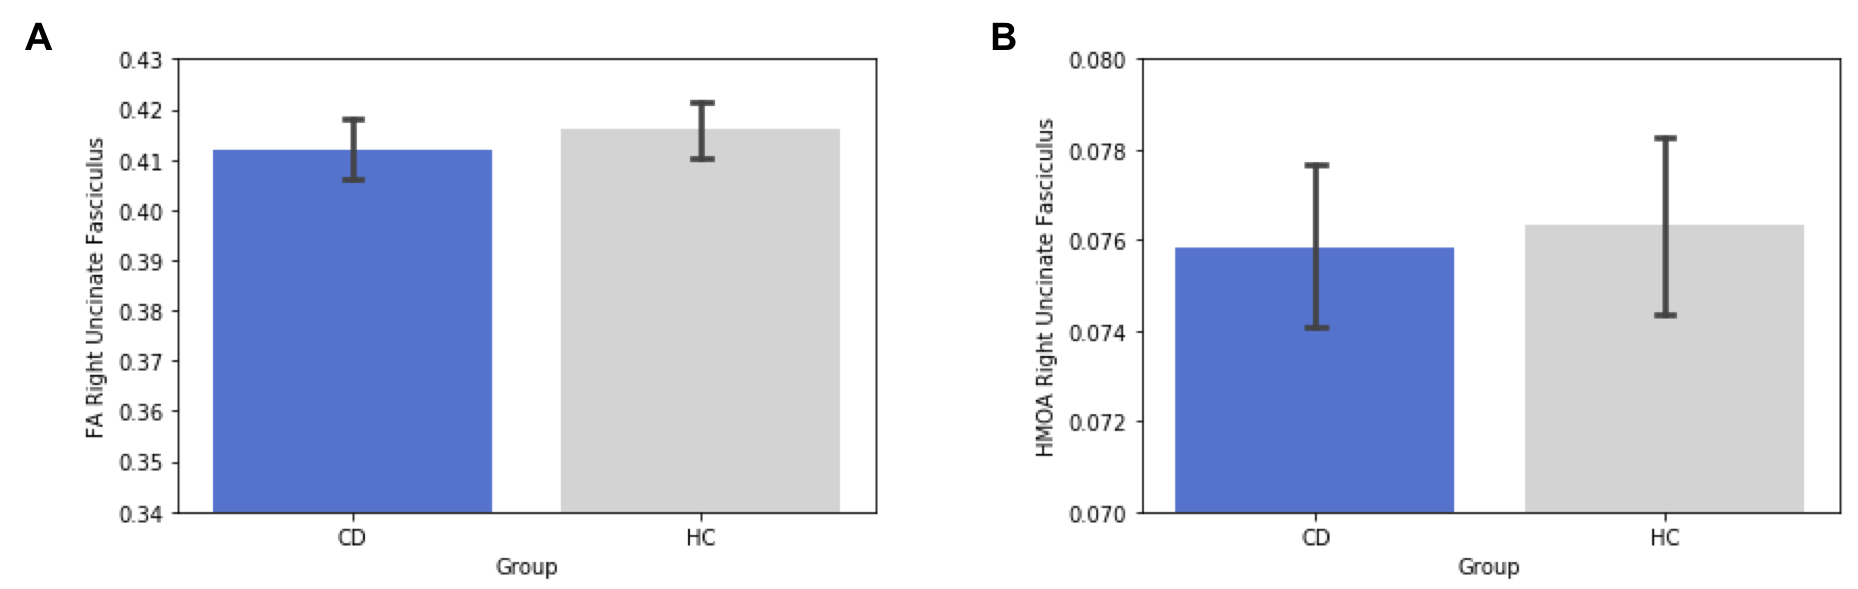 A
FA Right Uncinate Fasciculus
0.43
0.42
0.41
0.40
0.39
0.38
0.37
0.36
0.35
0.34
CD
HC
Group
B
HMOA Right Uncinate Fasciculus
0.080
0.078
0.076
0.074
0.072
0.070
CD
HC
Group